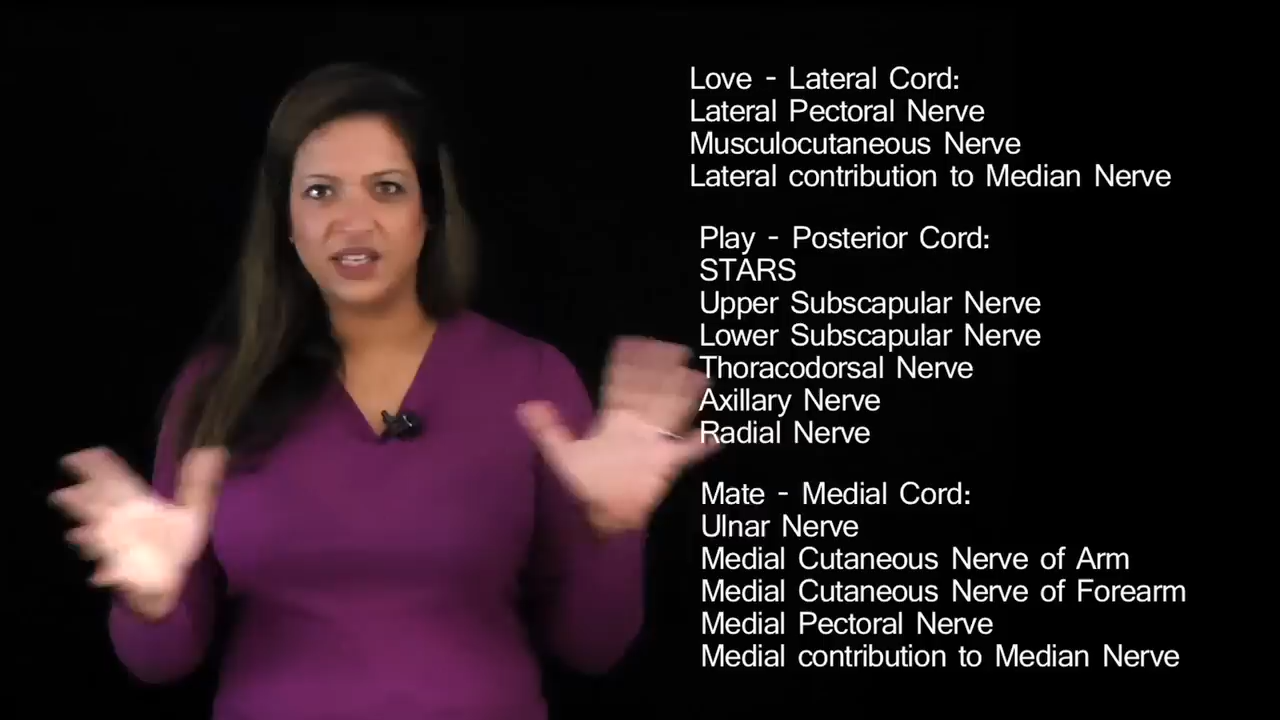 Love - Lateral Cord:
Lateral Pectoral Nerve
Musculocutaneous Nerve
Lateral contribution to Median Nerve
Play - Posterior Cord:
STARS
Upper Subscapular Nerve
Lower Subscapular Nerve
Thoracodorsal Nerve
Axillary Nerve
Radial Nerve
Mate - Medial Cord:
Ulnar Nerve
Medial Cutaneous Nerve of Arm
Medial Cutaneous Nerve of Forearm
Medial Pectoral Nerve
Medial contribution to Median Nerve